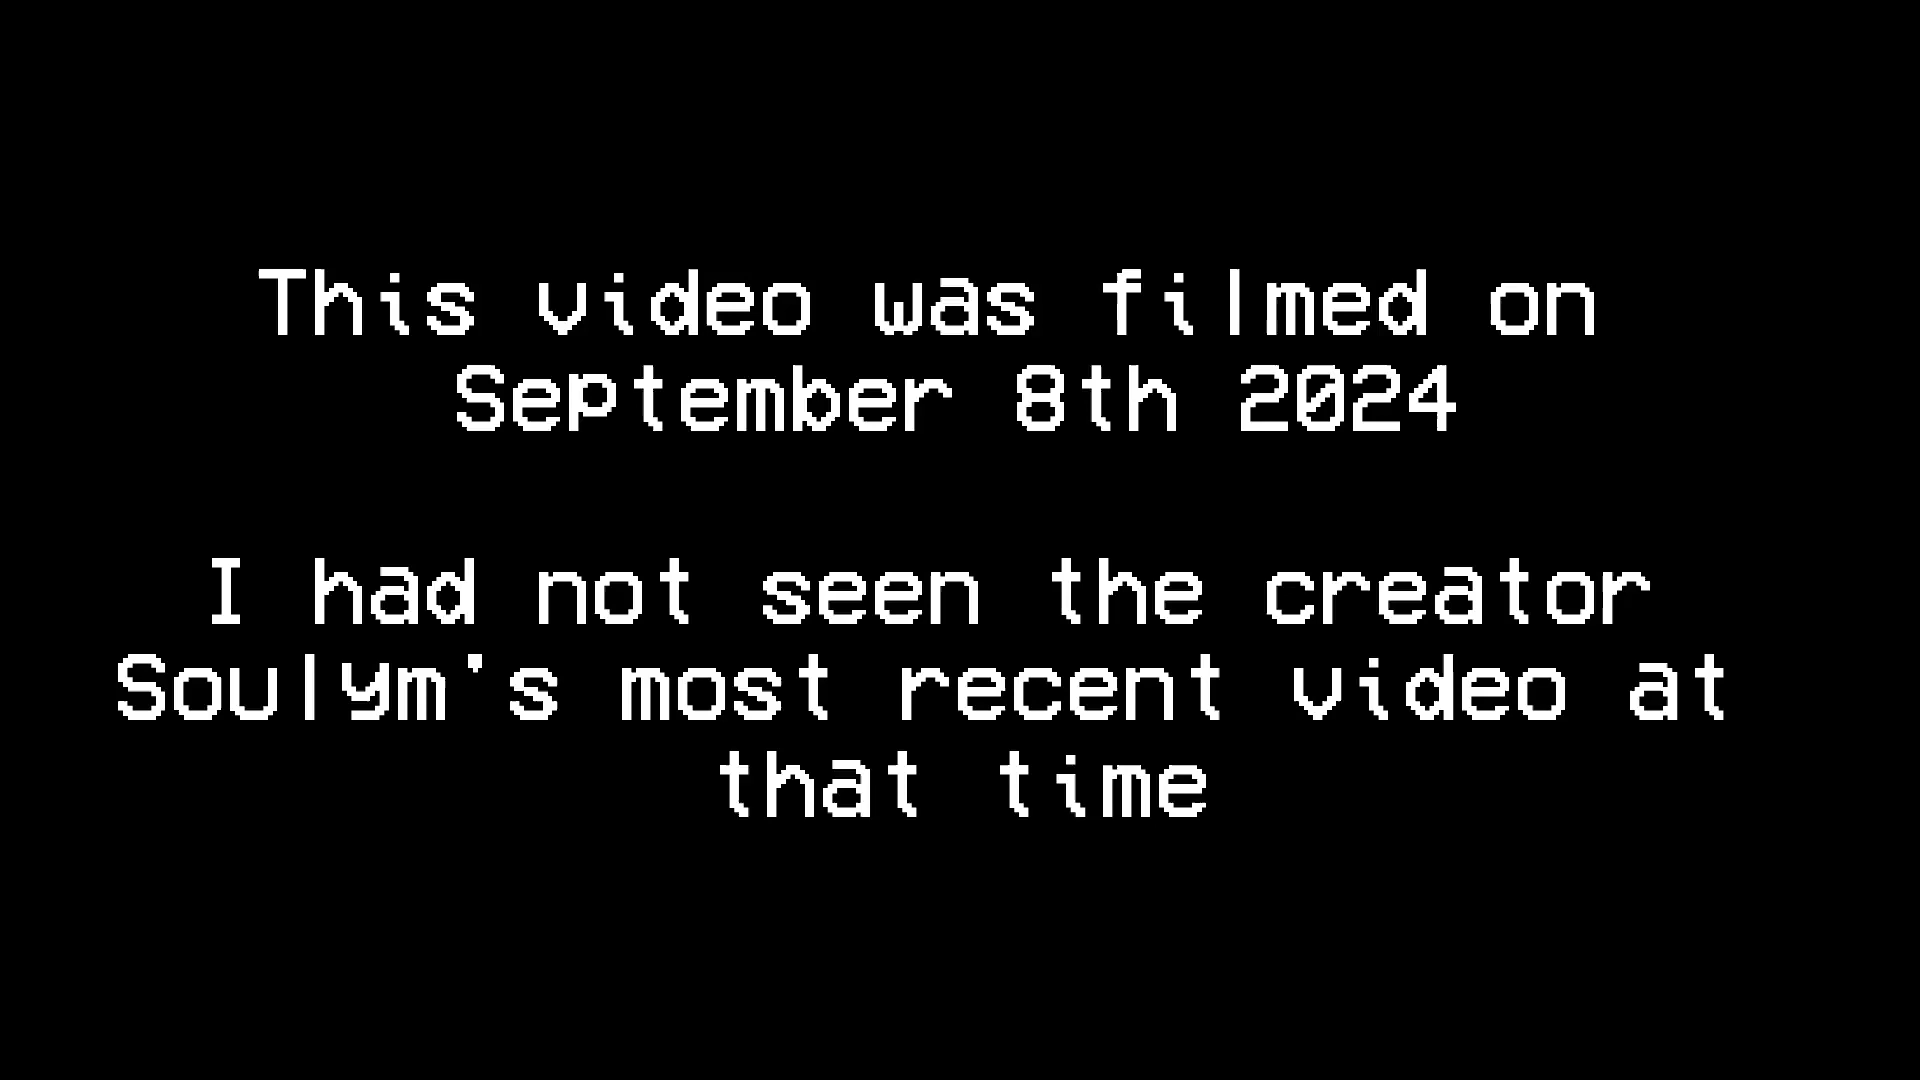 This video was filmed on
September 8th 2024
I had not seen the creator
Soulym's most recent video at
that time